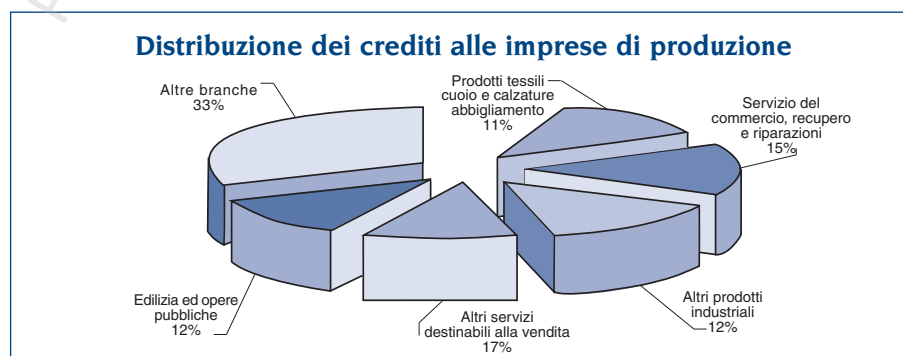 Distribuzione dei crediti alle imprese di produzione
Altre branche
33%
Prodotti tessili
cuoio e calzature
abbigliamento
11%
Servizio del
commercio, recupero
e riparazioni
15%
Edilizia ed opere
pubbliche
12%
Altri servizi
destinabili alla vendita
17%
Altri prodotti
industriali
12%